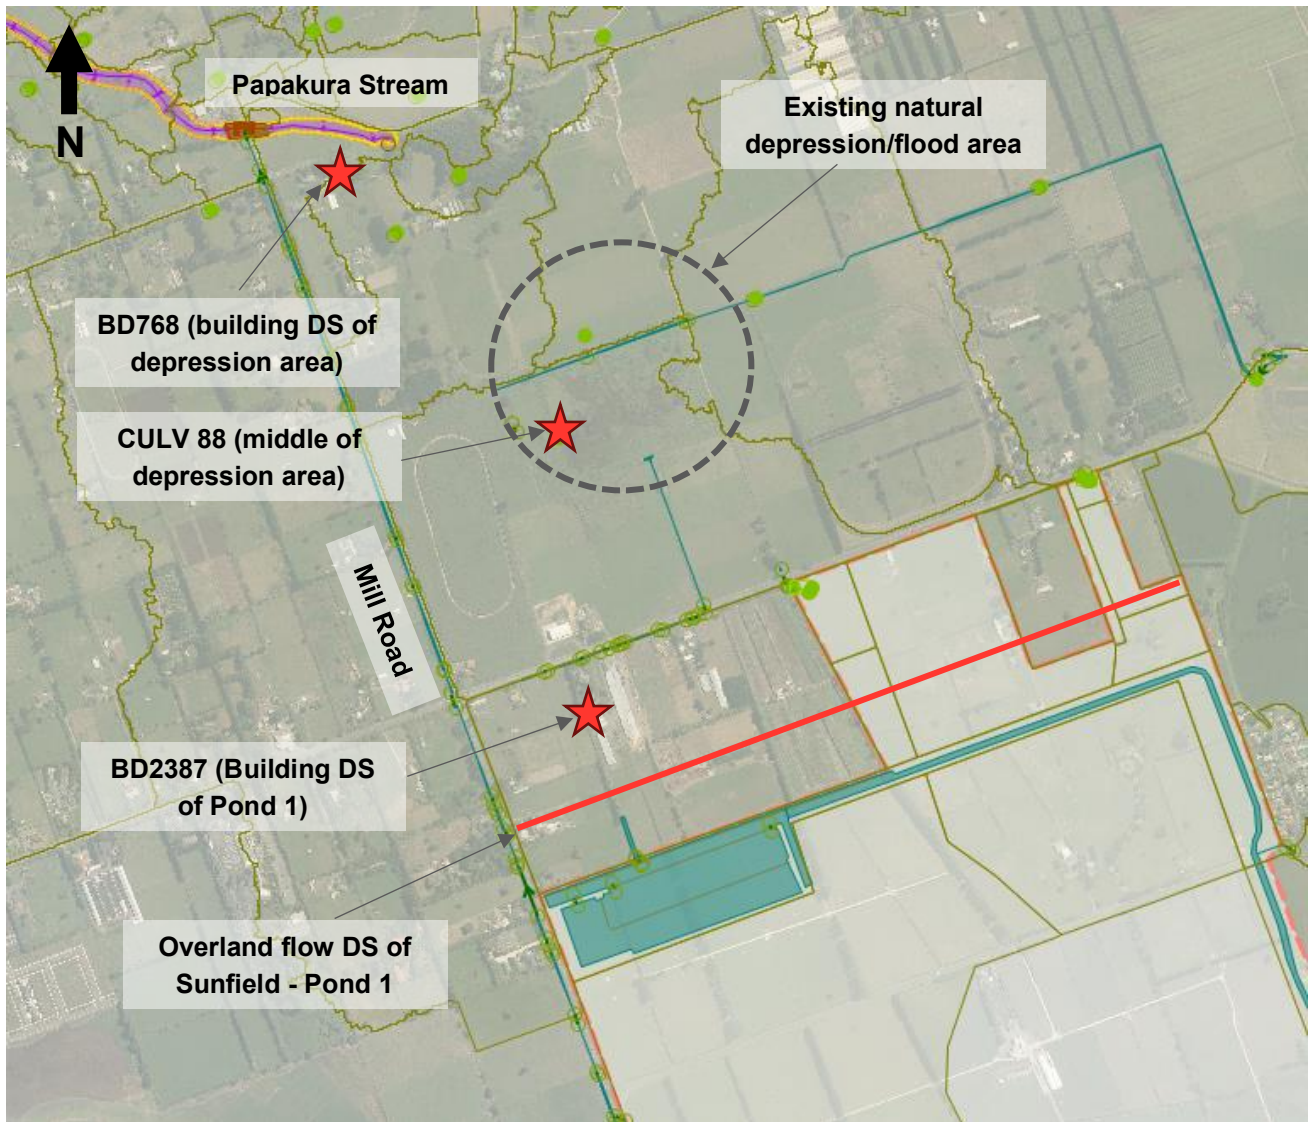 Papakura Stream
N
Existing natural
depression/flood area
BD768 (building DS of
depression area)
CULV 88 (middle of
depression area)
Mill Road
BD2387 (Building DS
of Pond 1)
Overland flow DS of
Sunfield - Pond 1